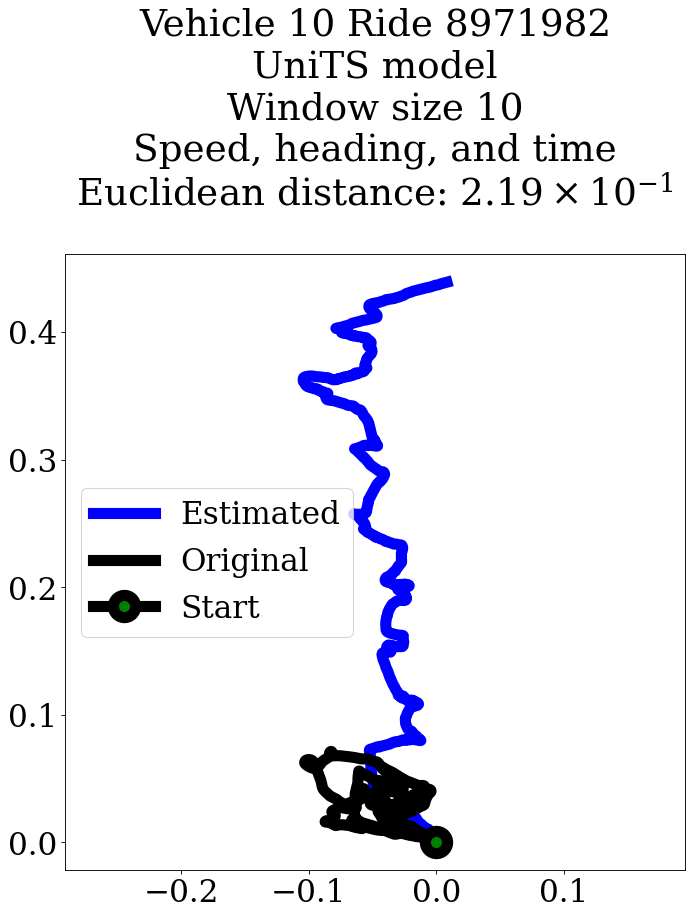 Vehicle 10 Ride 8971982
UniTS model
Window size 10
Speed, heading, and time
Euclidean distance: 2.19 × 10⁻¹
0.4
0.3
Estimated
Original
Start
0.2
0.1
0.0
−0.2 −0.1 0.0 0.1